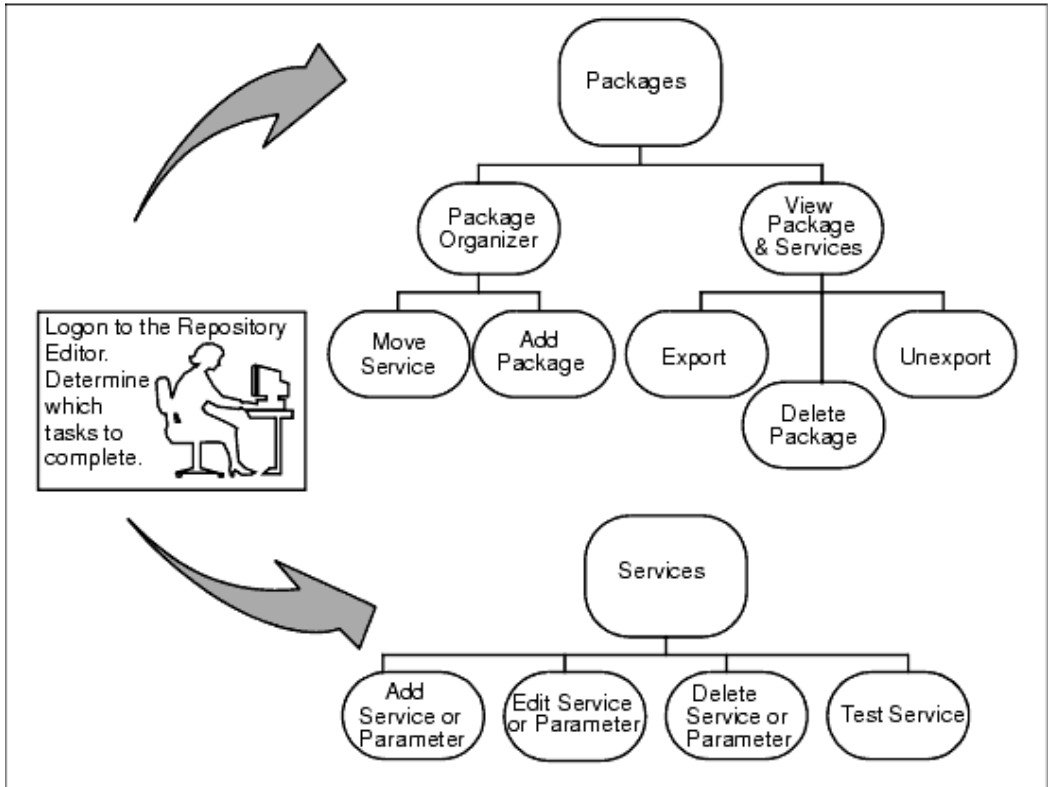 Packages
Package
Organizer
View
Package
& Services
Move
Service
Add
Package
Export
Delete
Package
Unexport
Logon to the Repository
Editor.
Determine
which
tasks to
complete.
Services
Add
Service or
Parameter
Edit Service
or Parameter
Delete
Service or
Parameter
Test Service